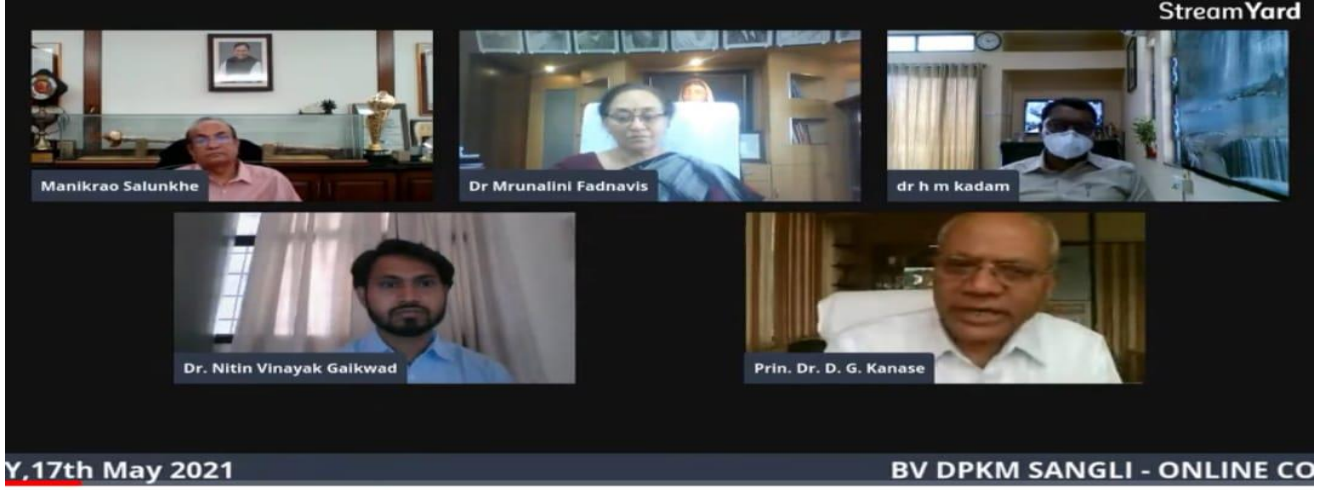 StreamYard
Manikrao Salunkhe
Dr Mrunalini Fadnavis
dr h m kadam
Dr. Nitin Vinayak Gaikwad
Prin. Dr. D. G. Kanase
Y,17th May 2021
BV DPKM SANGLI - ONLINE CO